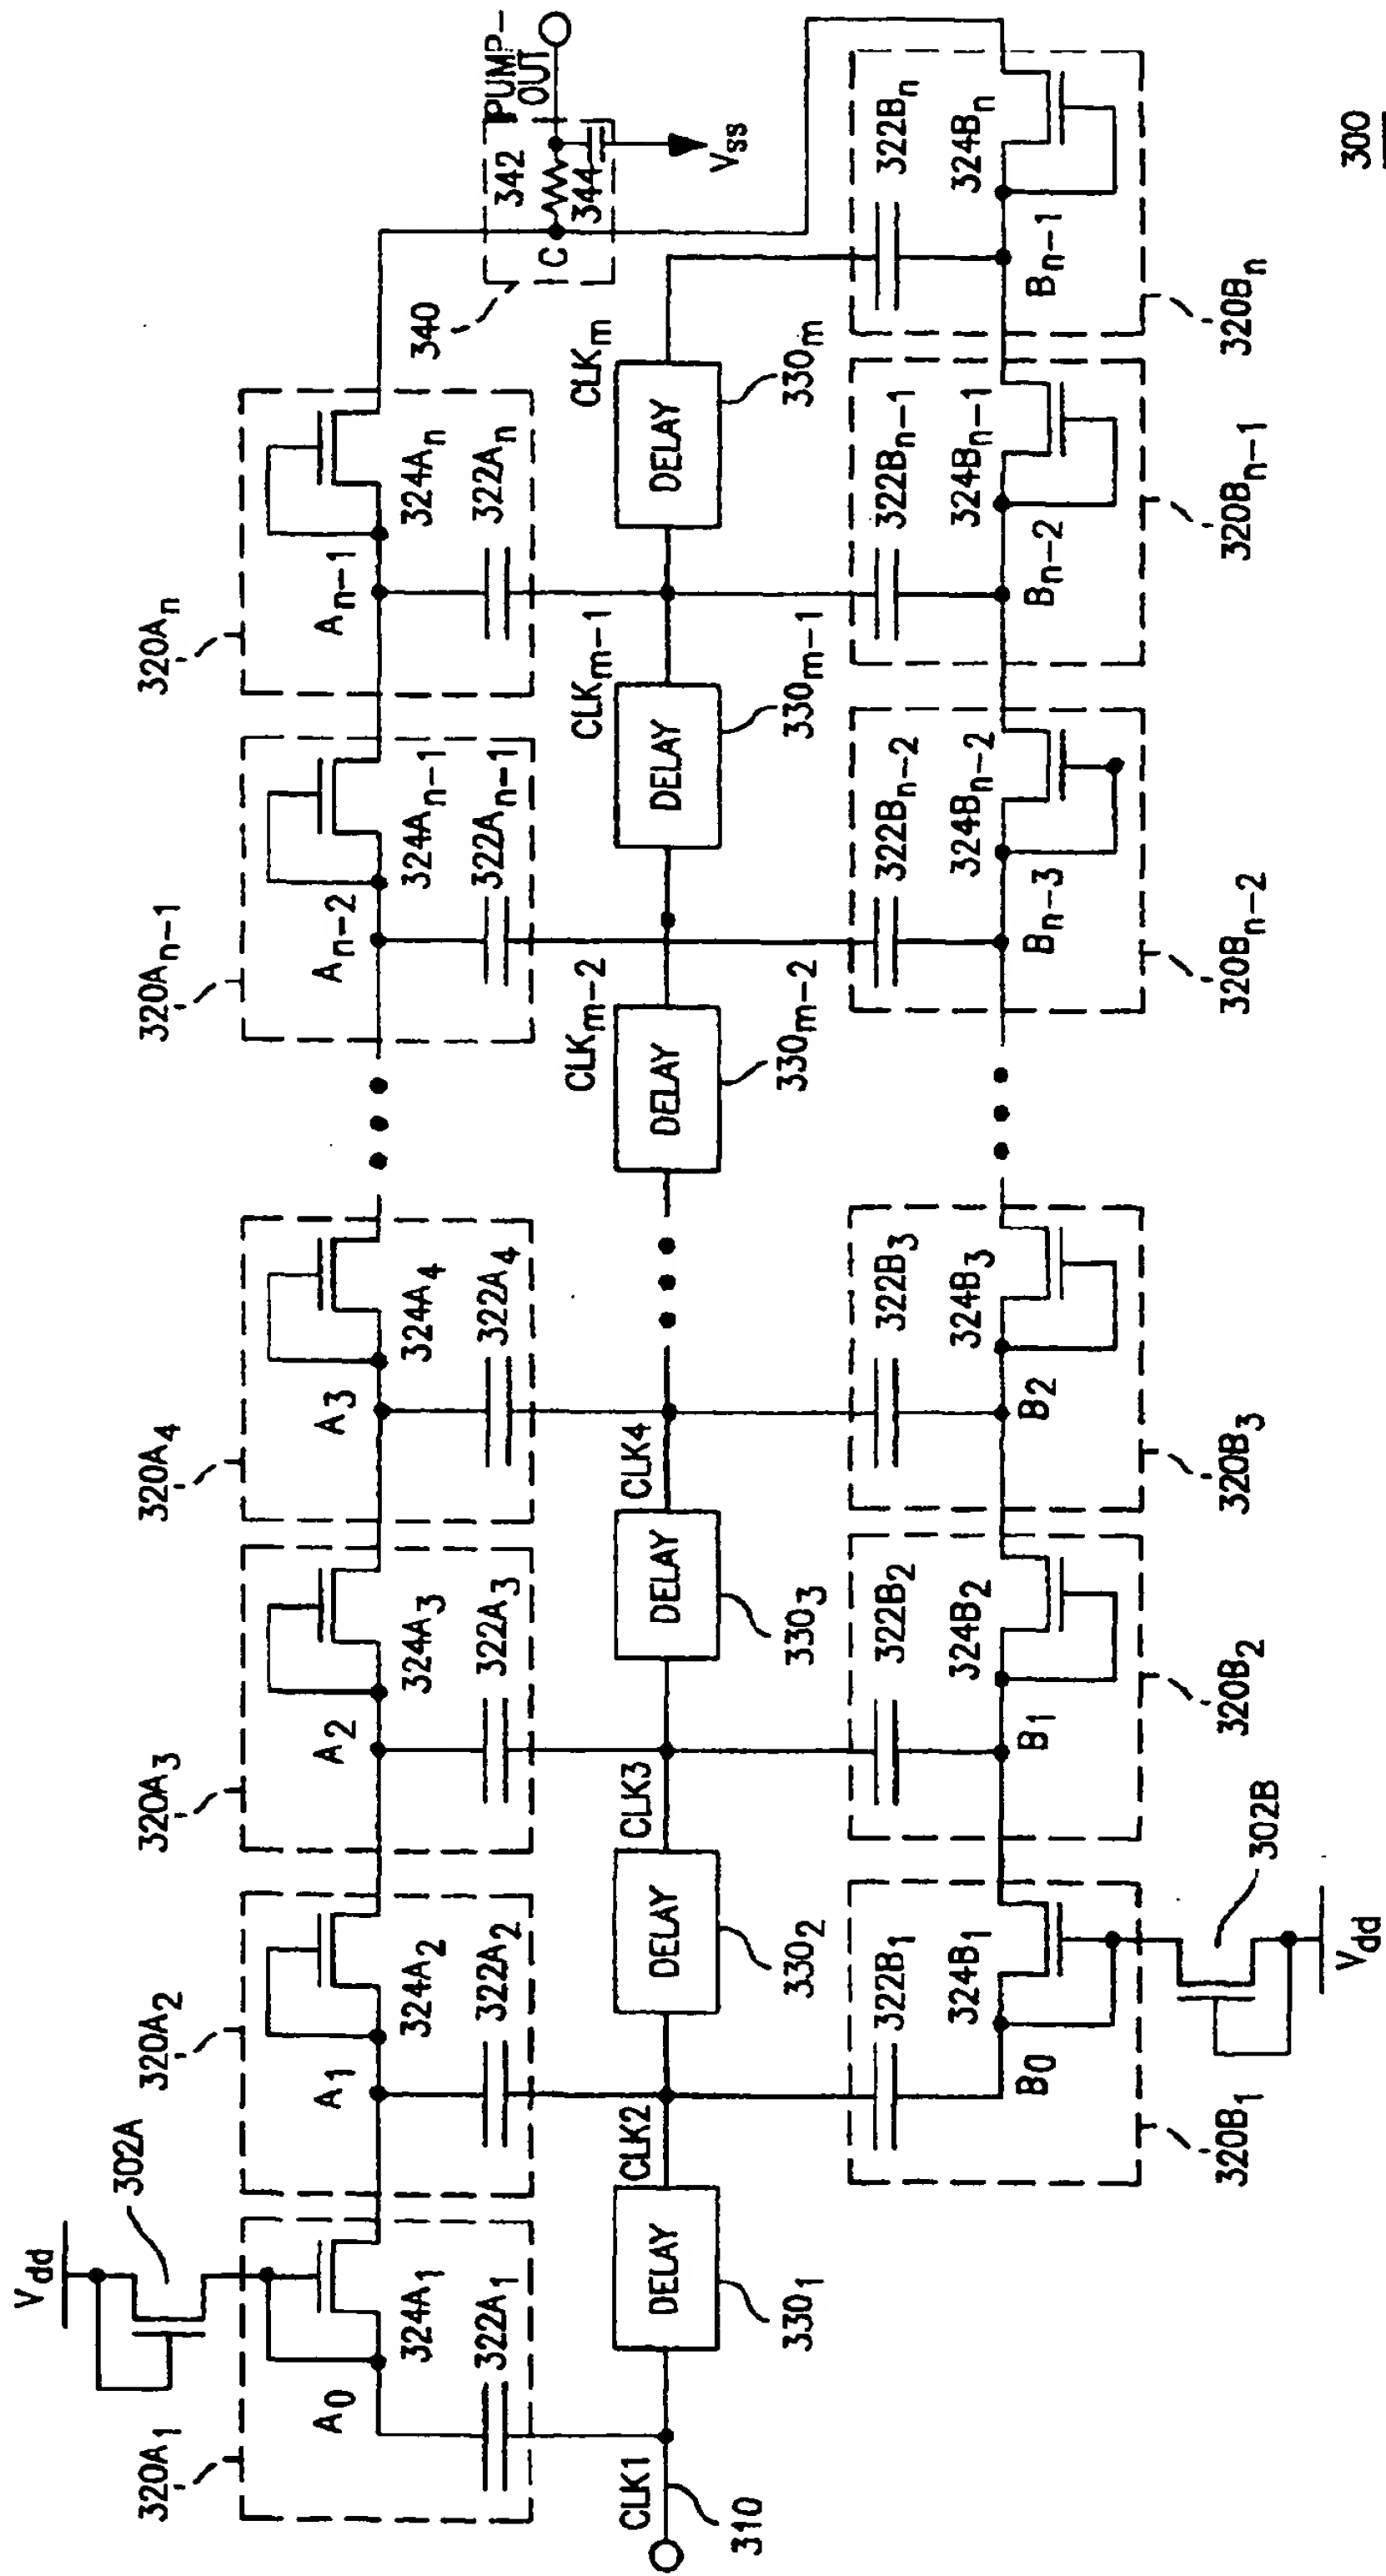 320A1
Vdd
302A
A0
324A1
322A1
320A2
A1
324A2
322A2
320A3
A2
324A3
322A3
320A4
A3
324A4
322A4
320An-1
An-2
324An-1
322An-1
320An
An-1
324An
322An
340
C
342
344
PUMP-
OUT
Vss
CLK1
310
DELAY
3301
CLK2
DELAY
3302
CLK3
DELAY
3303
CLK4
DELAY
330m-2
CLKm-2
DELAY
330m-1
CLKm-1
DELAY
330m
CLKm
322B1
324B1
B0
320B1
302B
Vdd
322B2
324B2
B1
320B2
322B3
324B3
B2
320B3
322Bn-2
324Bn-2
Bn-3
320Bn-2
322Bn-1
324Bn-1
Bn-2
320Bn-1
322Bn
324Bn
Bn-1
320Bn
300